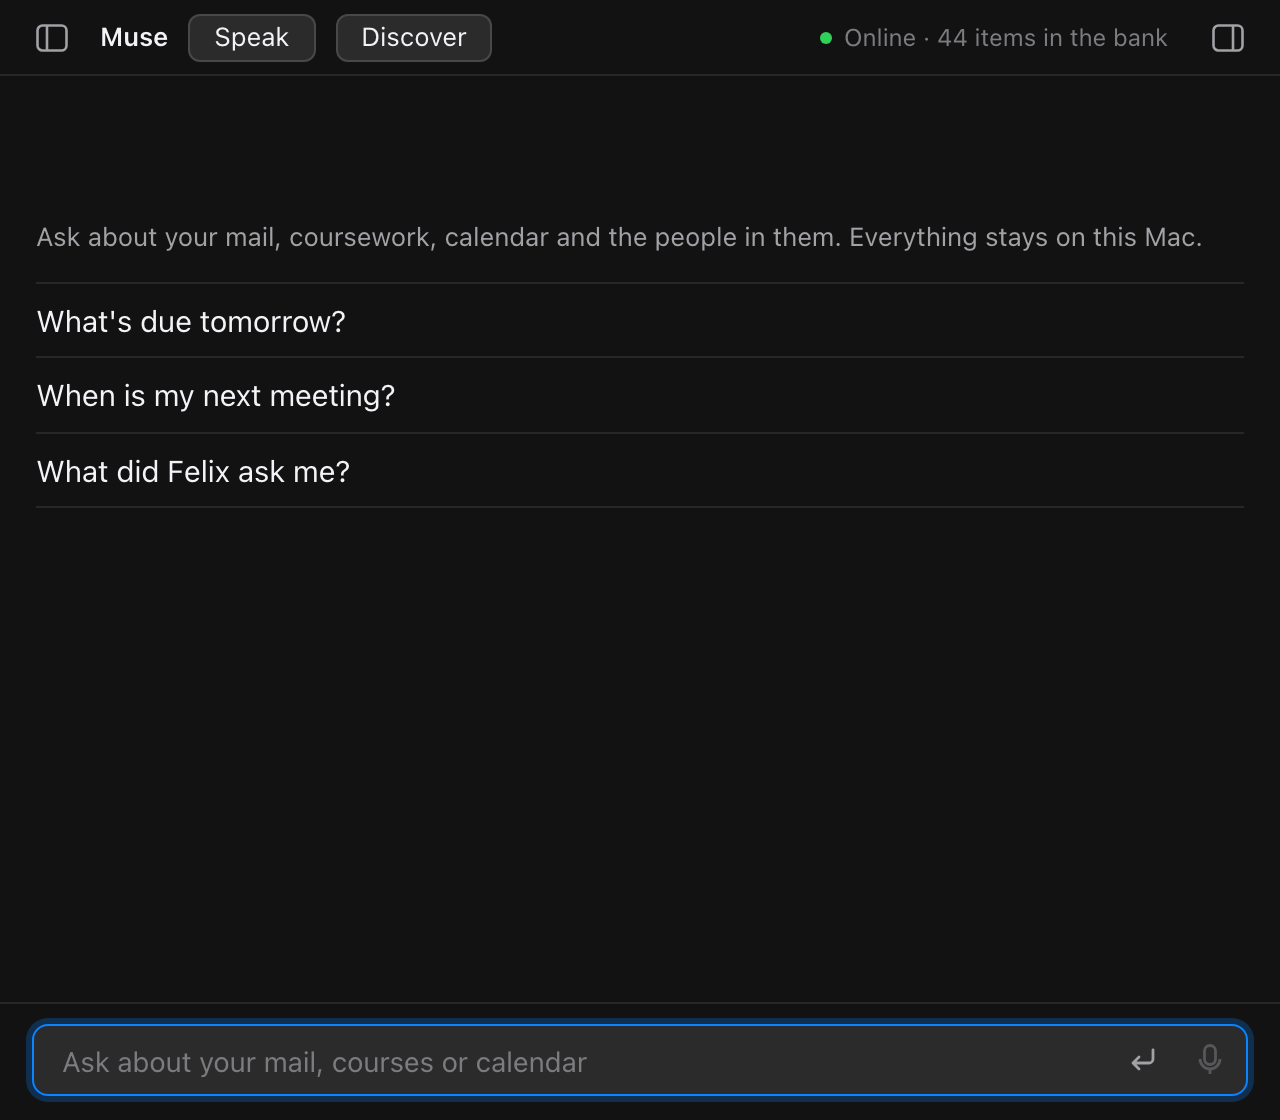 Muse Speak Discover Online · 44 items in the bank
Ask about your mail, coursework, calendar and the people in them. Everything stays on this Mac.
What's due tomorrow?
When is my next meeting?
What did Felix ask me?
Ask about your mail, courses or calendar